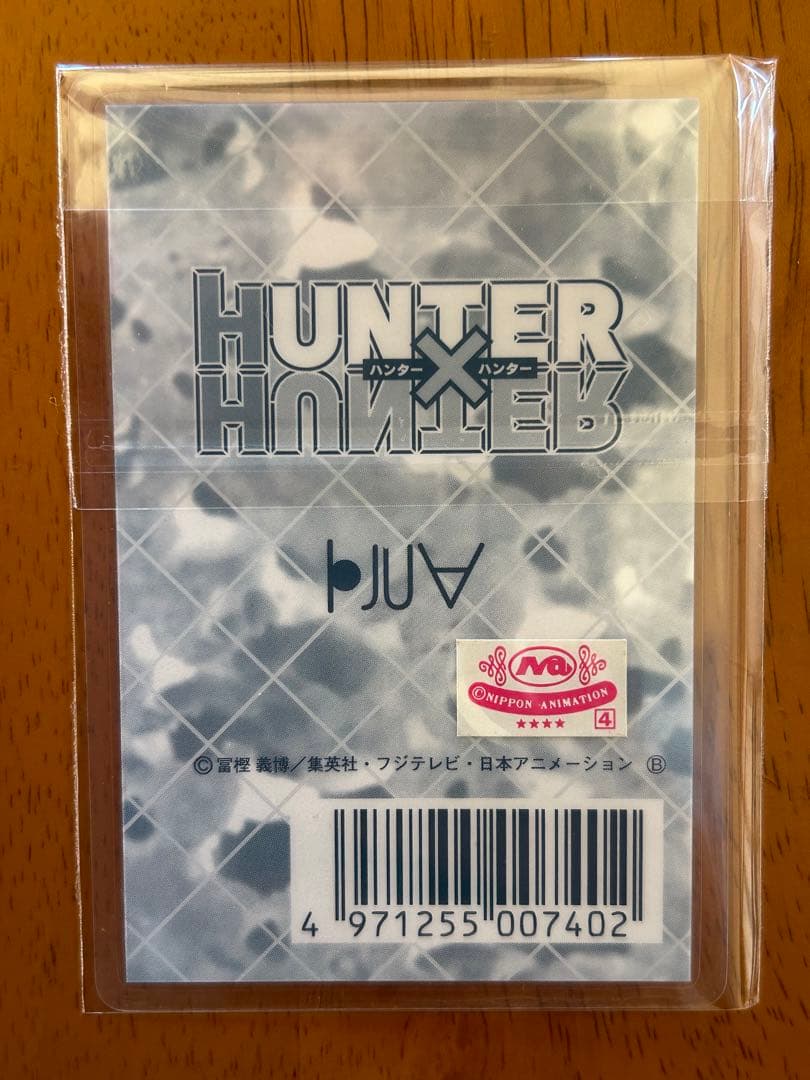 HUNTER
ハンター×ハンター
HUNTER
Na
©NIPPON ANIMATION
★★★★ 4
©冨樫 義博／集英社・フジテレビ・日本アニメーション Ⓑ
4 971255 007402